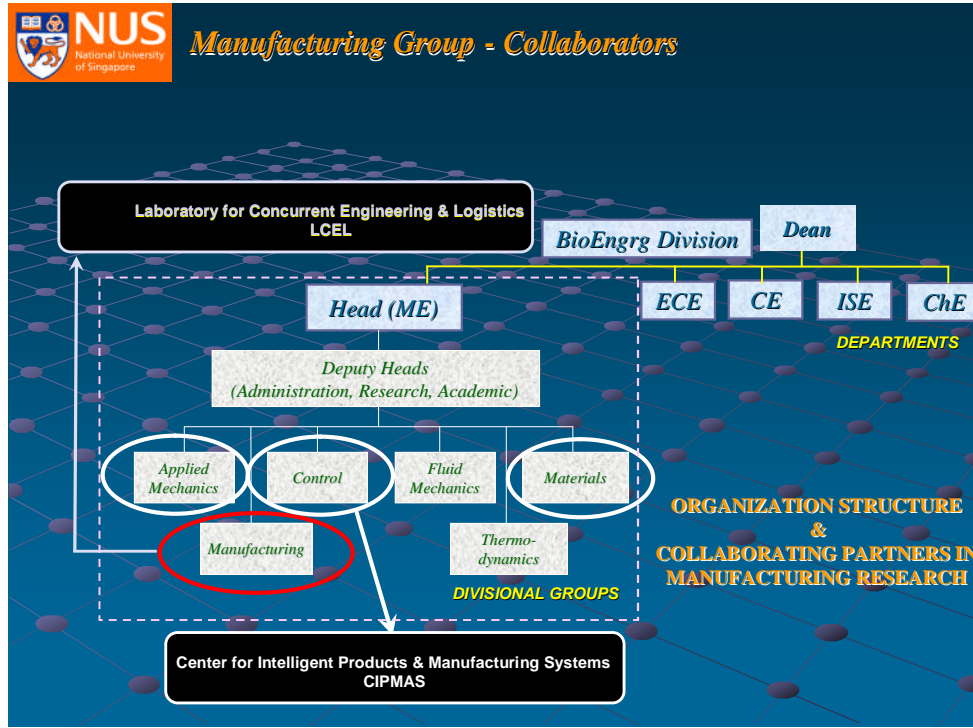 NUS
National University
of Singapore
Manufacturing Group - Collaborators
Laboratory for Concurrent Engineering & Logistics
LCEL
BioEngrg Division
Dean
Head (ME)
ECE
CE
ISE
ChE
DEPARTMENTS
Deputy Heads
(Administration, Research, Academic)
Applied
Mechanics
Control
Fluid
Mechanics
Materials
Manufacturing
Thermo-
dynamics
DIVISIONAL GROUPS
ORGANIZATION STRUCTURE
&
COLLABORATING PARTNERS IN
MANUFACTURING RESEARCH
Center for Intelligent Products & Manufacturing Systems
CIPMAS